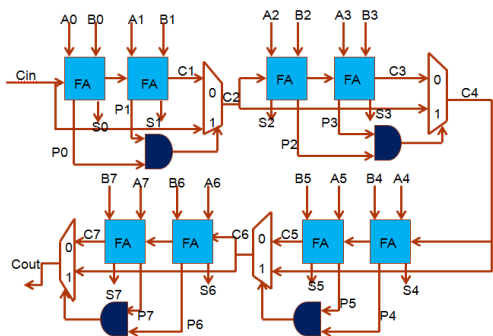 A0 B0 A1 B1 A2 B2 A3 B3
Cin FA FA C1 0 C2 FA FA C3 0 C4
P1 S0 S1 1 S2 P3 S3 1
P0 P2
B7 A7 B6 A6 B5 A5 B4 A4
Cout 0 C7 FA FA C6 0 C5 FA FA
1 S7 S6 1 S5 S4
P7 P6 P5 P4